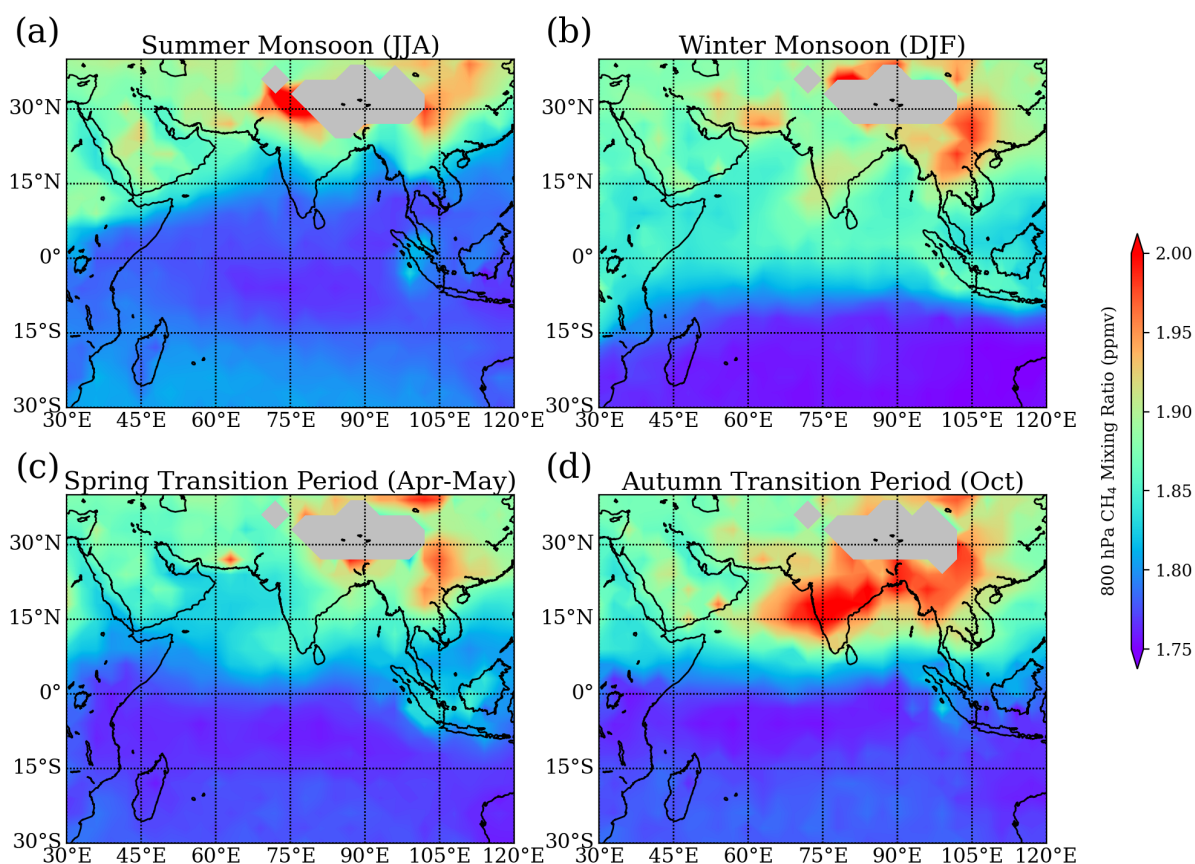 (a)
Summer Monsoon (JJA)
30°N
15°N
0°
15°S
30°S
30°E 45°E 60°E 75°E 90°E 105°E 120°E
(b)
Winter Monsoon (DJF)
30°N
15°N
0°
15°S
30°S
30°E 45°E 60°E 75°E 90°E 105°E 120°E
(c)
Spring Transition Period (Apr-May)
30°N
15°N
0°
15°S
30°S
30°E 45°E 60°E 75°E 90°E 105°E 120°E
(d)
Autumn Transition Period (Oct)
30°N
15°N
0°
15°S
30°S
30°E 45°E 60°E 75°E 90°E 105°E 120°E
800 hPa CH₄ Mixing Ratio (ppmv)
2.00
1.95
1.90
1.85
1.80
1.75